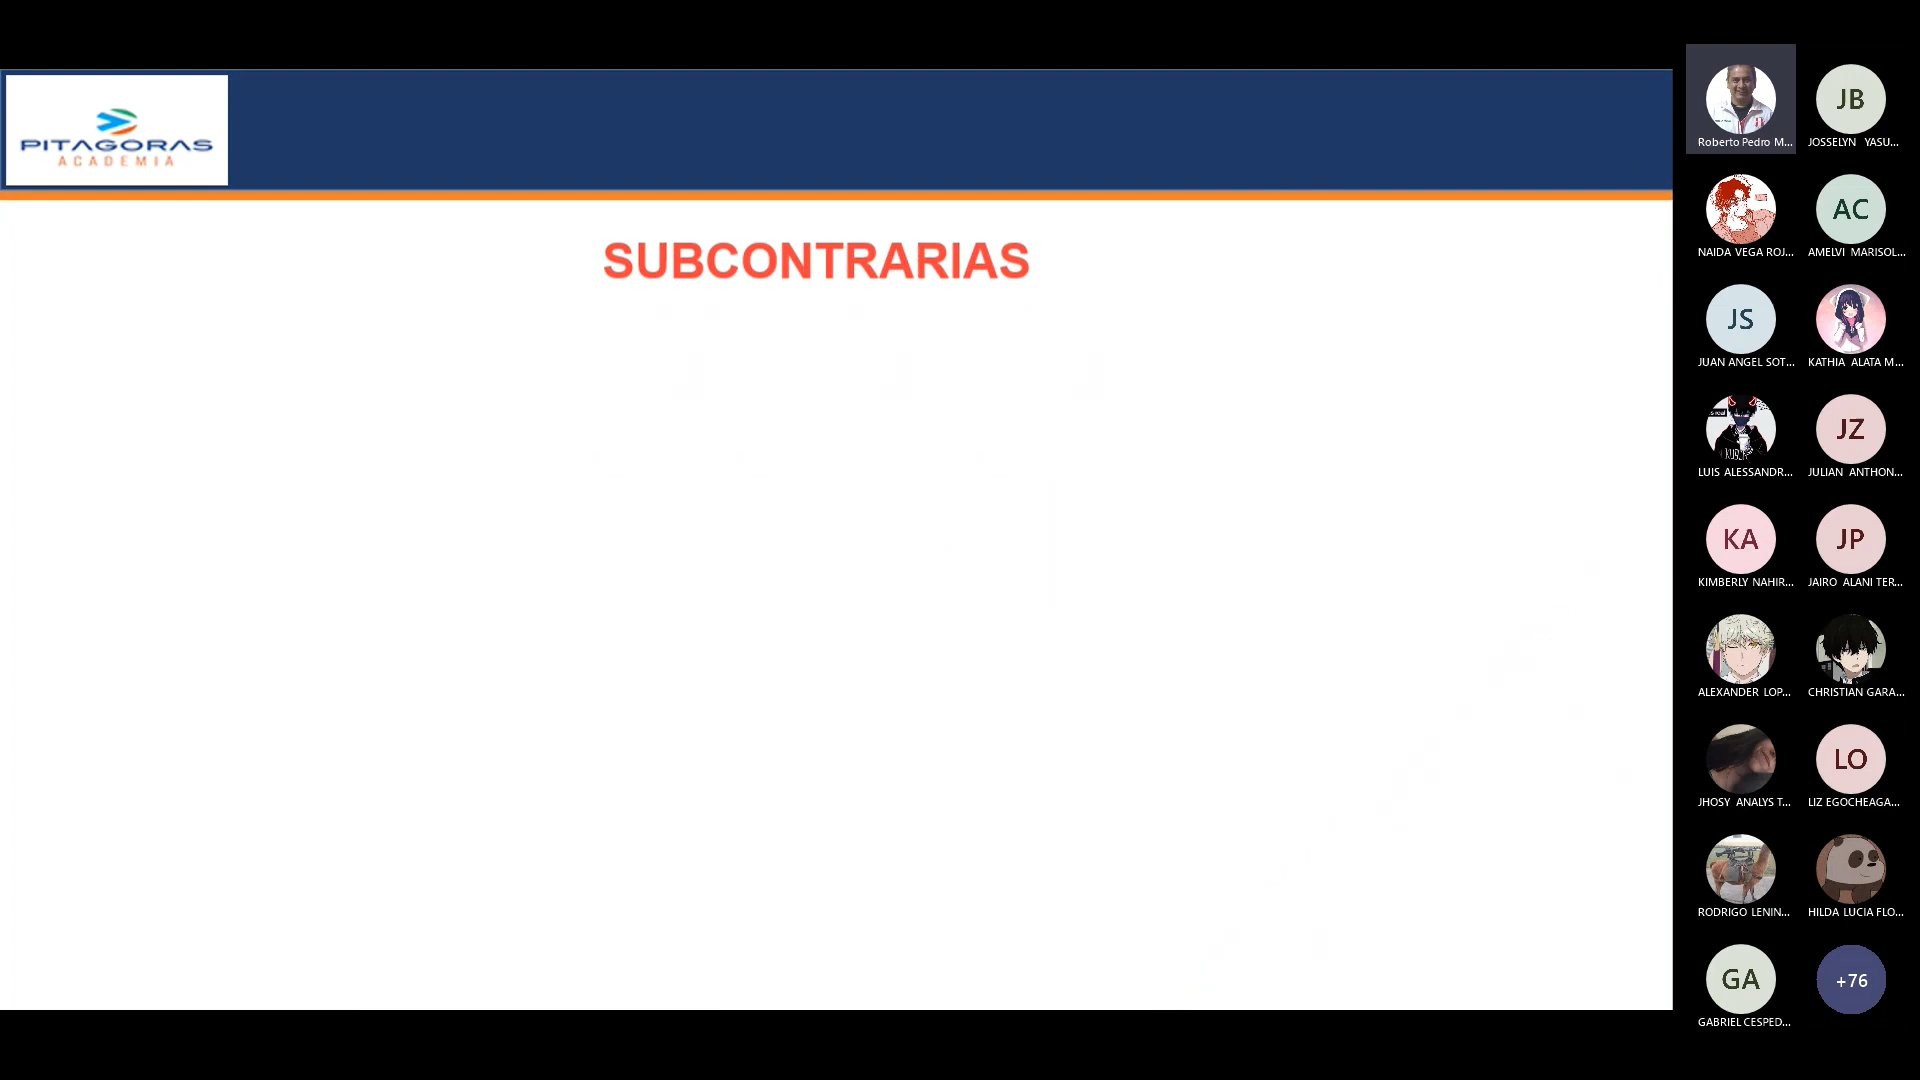 PITAGORAS
ACADEMIA
SUBCONTRARIAS
Roberto Pedro M...
JB
JOSSELYN YASU...
NAIDA VEGA ROJ...
AC
AMELVI MARISOL...
JS
JUAN ANGEL SOT...
KATHIA ALATA M...
LUIS ALESSANDR...
JZ
JULIAN ANTHON...
KA
KIMBERLY NAHIR...
JP
JAIRO ALANI TER...
ALEXANDER LOP...
CHRISTIAN GARA...
JHOSY ANALYS T...
LO
LIZ EGOCHEAGA...
RODRIGO LENIN...
HILDA LUCIA FLO...
GA
GABRIEL CESPED...
+76